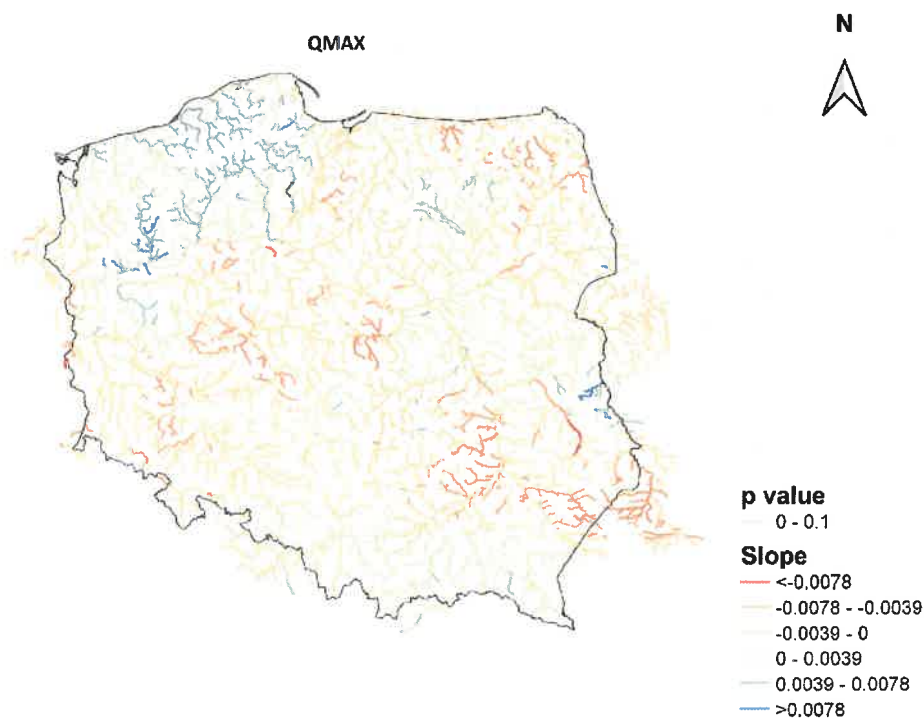 QMAX
N
p value
0 - 0.1
Slope
<-0.0078
-0.0078 - -0.0039
-0.0039 - 0
0 - 0.0039
0.0039 - 0.0078
>0.0078